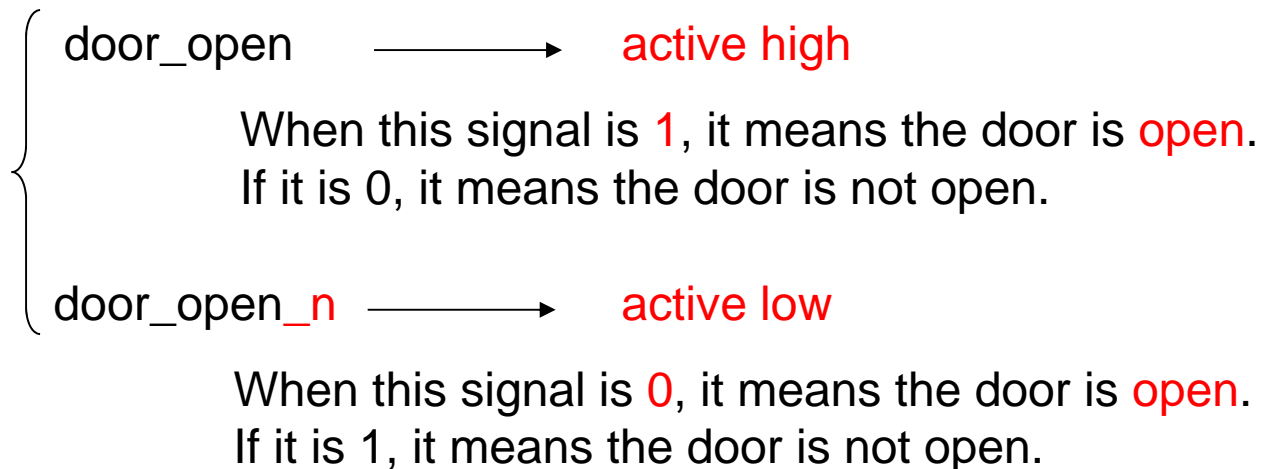 door_open active high
When this signal is 1, it means the door is open.
If it is 0, it means the door is not open.
door_open_n active low
When this signal is 0, it means the door is open.
If it is 1, it means the door is not open.